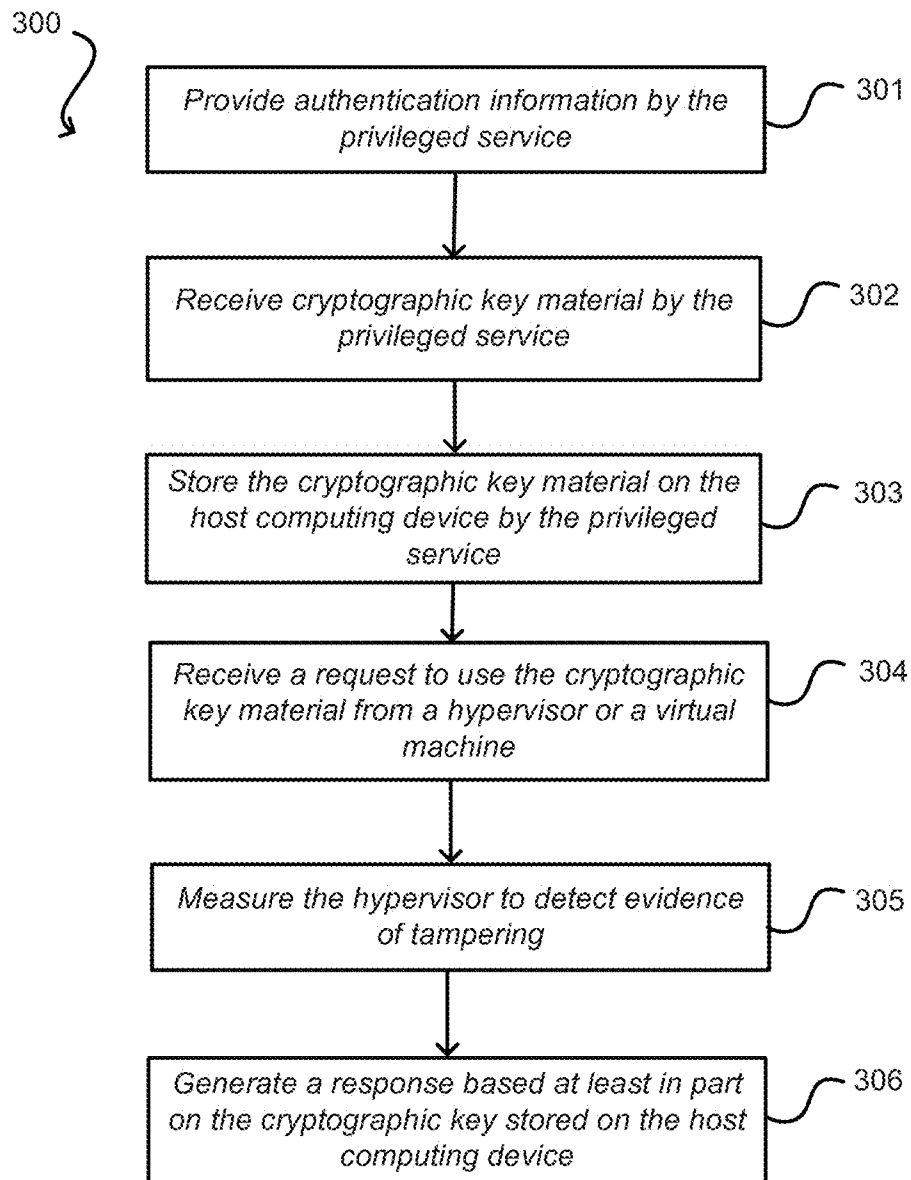 300
Provide authentication information by the
privileged service
301
Receive cryptographic key material by the
privileged service
302
Store the cryptographic key material on the
host computing device by the privileged
service
303
Receive a request to use the cryptographic
key material from a hypervisor or a virtual
machine
304
Measure the hypervisor to detect evidence
of tampering
305
Generate a response based at least in part
on the cryptographic key stored on the host
computing device
306